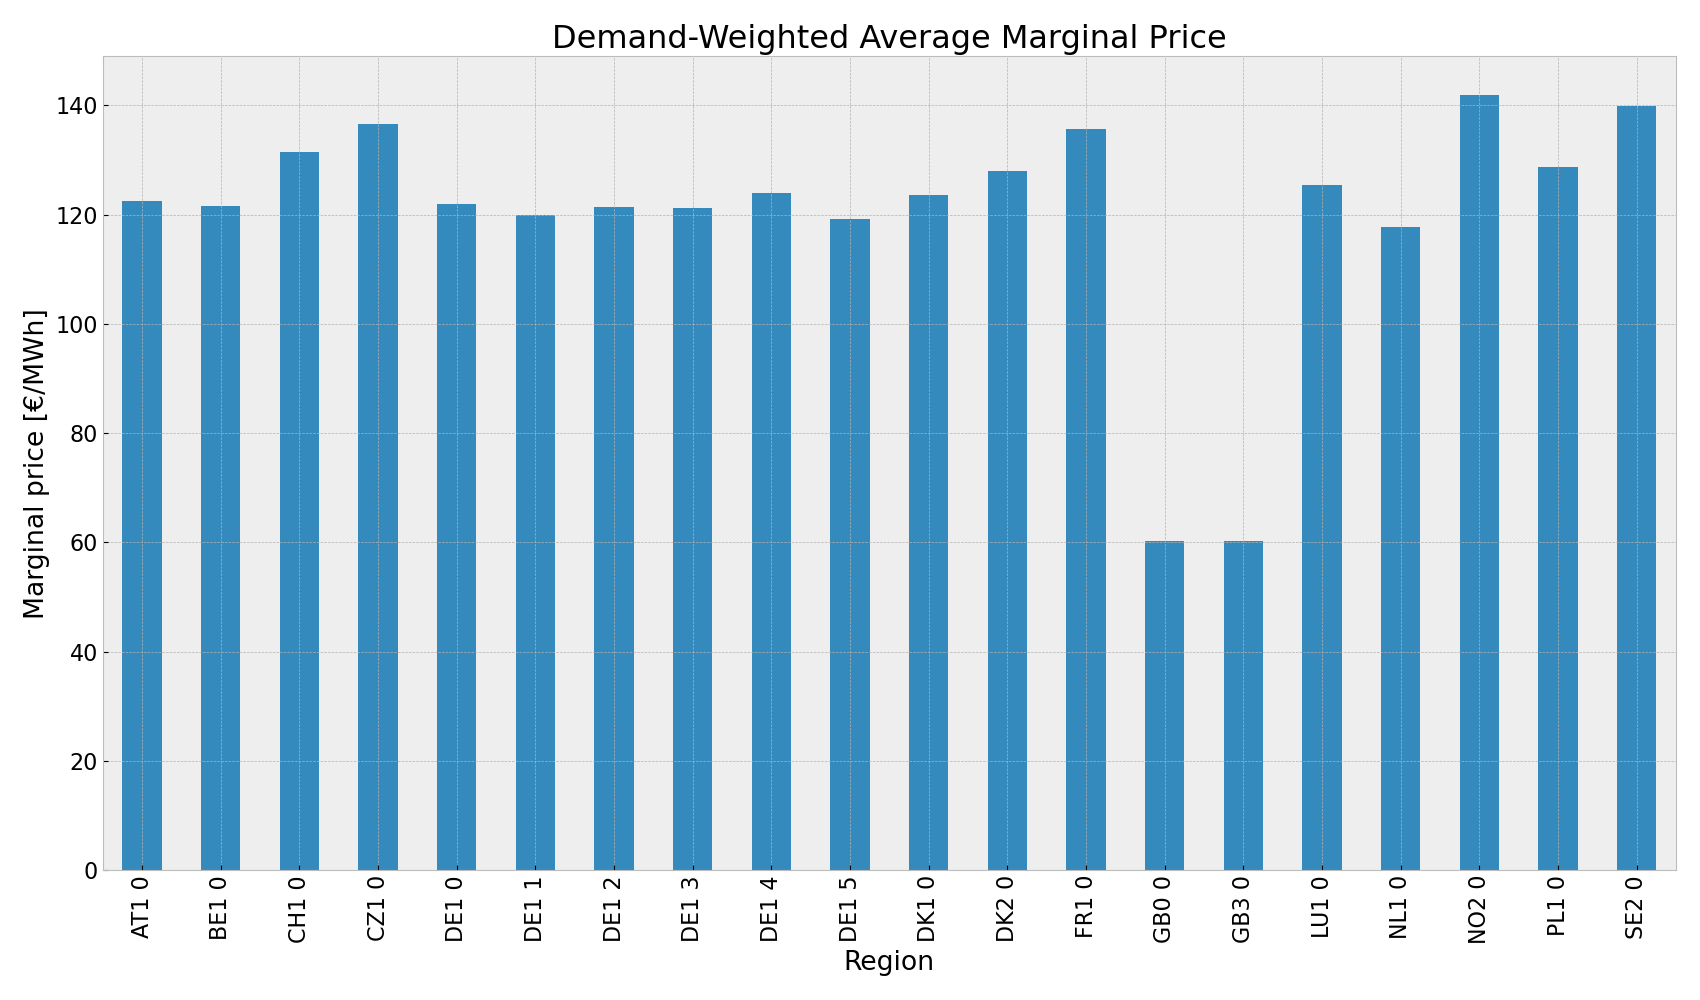 Demand-Weighted Average Marginal Price
Marginal price [€/MWh]
140
120
100
80
60
40
20
0
AT1 0
BE1 0
CH1 0
CZ1 0
DE1 0
DE1 1
DE1 2
DE1 3
DE1 4
DE1 5
DK1 0
DK2 0
FR1 0
GB0 0
GB3 0
LU1 0
NL1 0
NO2 0
PL1 0
SE2 0
Region